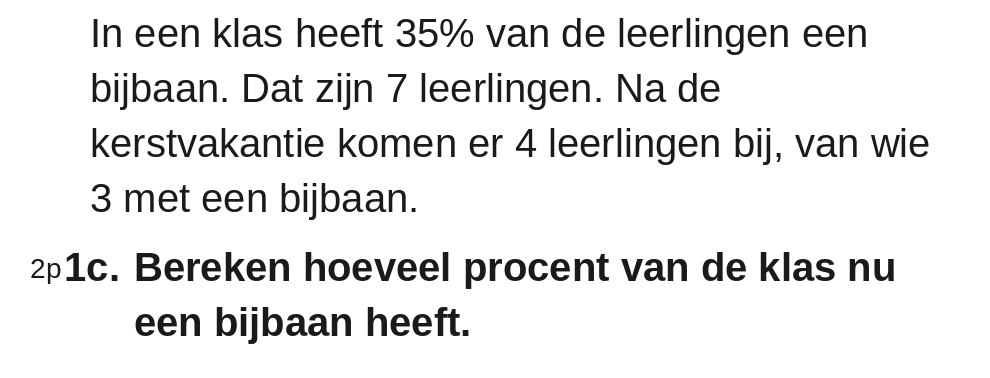 In een klas heeft 35% van de leerlingen een
bijbaan. Dat zijn 7 leerlingen. Na de
kerstvakantie komen er 4 leerlingen bij, van wie
3 met een bijbaan.
2p 1c. Bereken hoeveel procent van de klas nu
een bijbaan heeft.